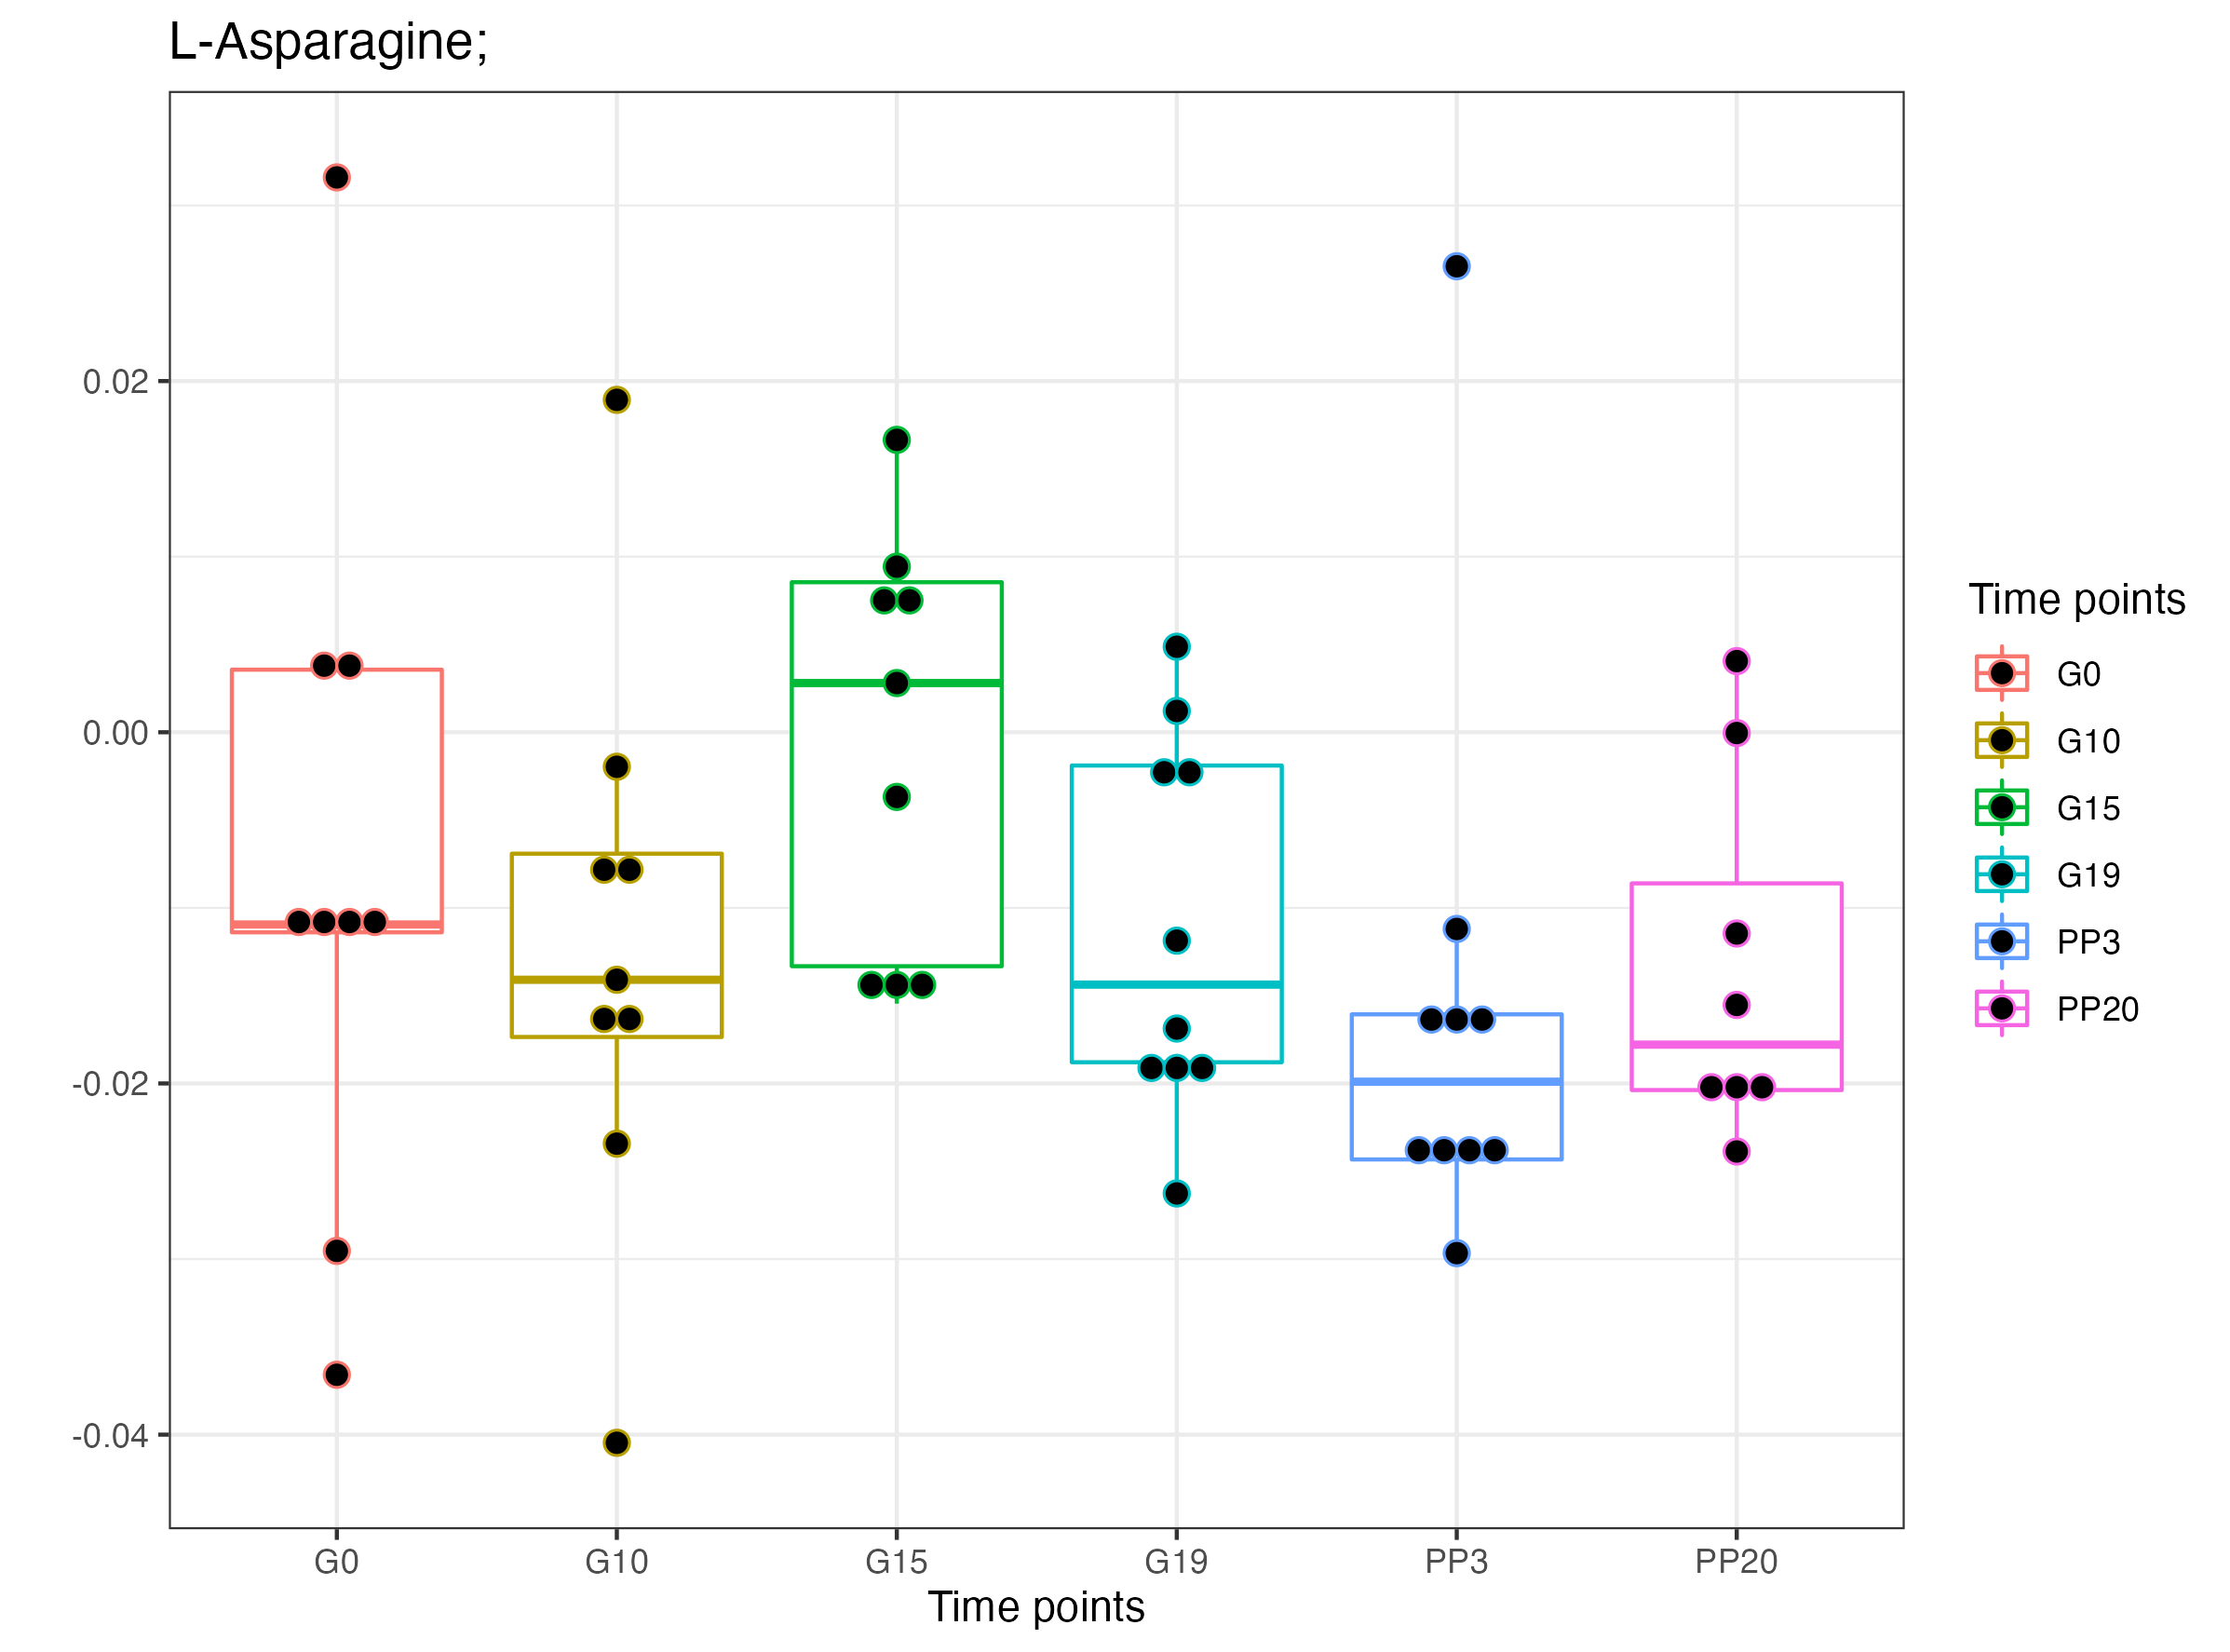 L-Asparagine;
0.02
0.00
-0.02
-0.04
G0 G10 G15 G19 PP3 PP20
Time points
Time points
G0
G10
G15
G19
PP3
PP20